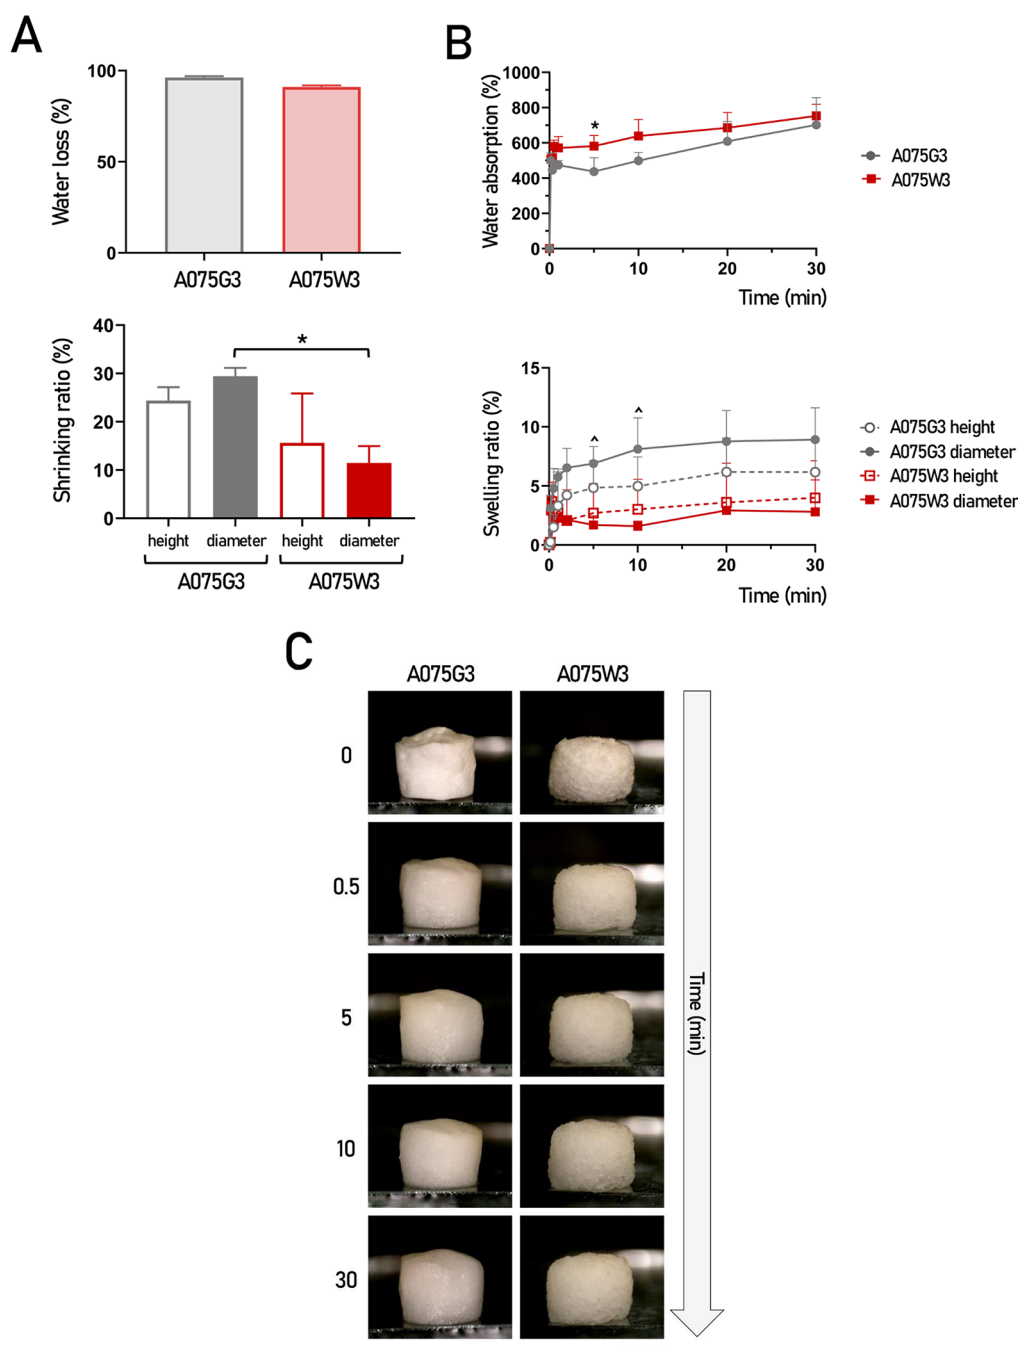 A
Water loss (%)
100
50
0
A075G3
A075W3
Shrinking ratio (%)
40
30
20
10
0
*
height
diameter
height
diameter
A075G3
A075W3
B
Water absorption (%)
1000
800
600
400
200
0
*
0
10
20
30
Time (min)
A075G3
A075W3
Swelling ratio (%)
15
10
5
0
^
^
0
10
20
30
Time (min)
A075G3 height
A075G3 diameter
A075W3 height
A075W3 diameter
C
A075G3
A075W3
0
0.5
5
10
30
Time (min)